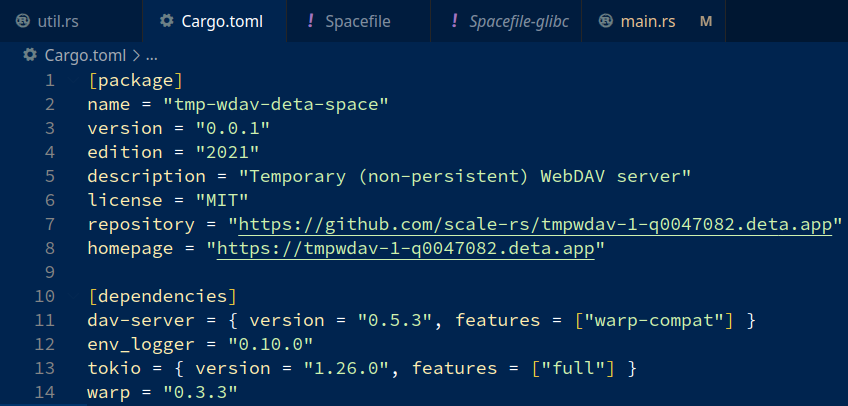 util.rs Cargo.toml ! Spacefile ! Spacefile-glibc main.rs M
Cargo.toml > ...
1 [package]
2 name = "tmp-wdav-deta-space"
3 version = "0.0.1"
4 edition = "2021"
5 description = "Temporary (non-persistent) WebDAV server"
6 license = "MIT"
7 repository = "https://github.com/scale-rs/tmpwdav-1-q0047082.deta.app"
8 homepage = "https://tmpwdav-1-q0047082.deta.app"
9
10 [dependencies]
11 dav-server = { version = "0.5.3", features = ["warp-compat"] }
12 env_logger = "0.10.0"
13 tokio = { version = "1.26.0", features = ["full"] }
14 warp = "0.3.3"